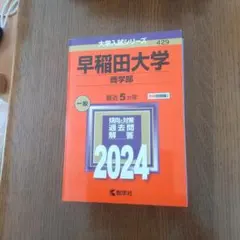 大学入試シリーズ
429
早稲田大学
商学部
最近5カ年
一般
傾向と対策
過去問
解答
2024
教学社